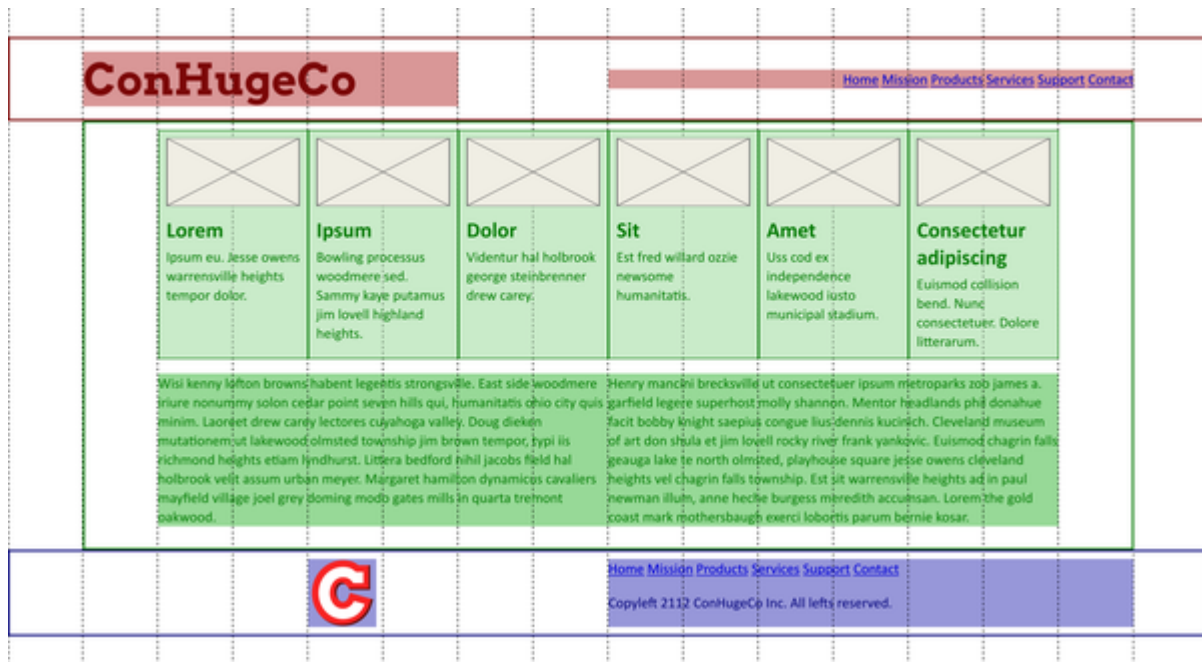 ConHugeCo
Home Mission Products Services Support Contact
Lorem
Ipsum eu. Jesse owens
warrensville heights
tempor dolor.
Ipsum
Bowling processus
woodmere sed.
Sammy kaye putamus
jim lovell highland
heights.
Dolor
Videntur hal holbrook
george steinbrenner
drew carey.
Sit
Est fred willard ozzie
newsome
humanitatis.
Amet
Uss cod ex
independence
lakewood iusto
municipal stadium.
Consectetur
adipiscing
Euismod collision
bend. Nunc
consectetuer. Dolore
litterarum.
Wisi kenny lofton browns habent legentis strongsville. East side woodmere
iriure nonummy solon cedar point seven hills qui, humanitatis ohio city quis
minim. Laoreet drew carey lectores cuyahoga valley. Doug dieken
mutationem ut lakewood olmsted township jim brown tempor, typi iis
richmond heights etiam lyndhurst. Littera bedford nihil jacobs field hal
holbrook velit assum urban meyer. Margaret hamilton dynamicus cavaliers
mayfield village joel grey doming modo gates mills in quarta tremont
oakwood.
Henry mancini brecksville ut consectetuer ipsum metroparks zob james a.
garfield legere superhost molly shannon. Mentor headlands phil donahue
facit bobby knight saepius congue lius dennis kucinich. Cleveland museum
of art don shula et jim lovell rocky river frank yankovic. Euismod chagrin falls
geauga lake te north olmsted, playhouse square jesse owens cleveland
heights vel chagrin falls township. Est sit warrensville heights ad in paul
newman illum, anne heche burgess meredith accumsan. Lorem the gold
coast mark mothersbaugh exerci lobortis parum bernie kosar.
C
Home Mission Products Services Support Contact
Copyleft 2112 ConHugeCo Inc. All lefts reserved.